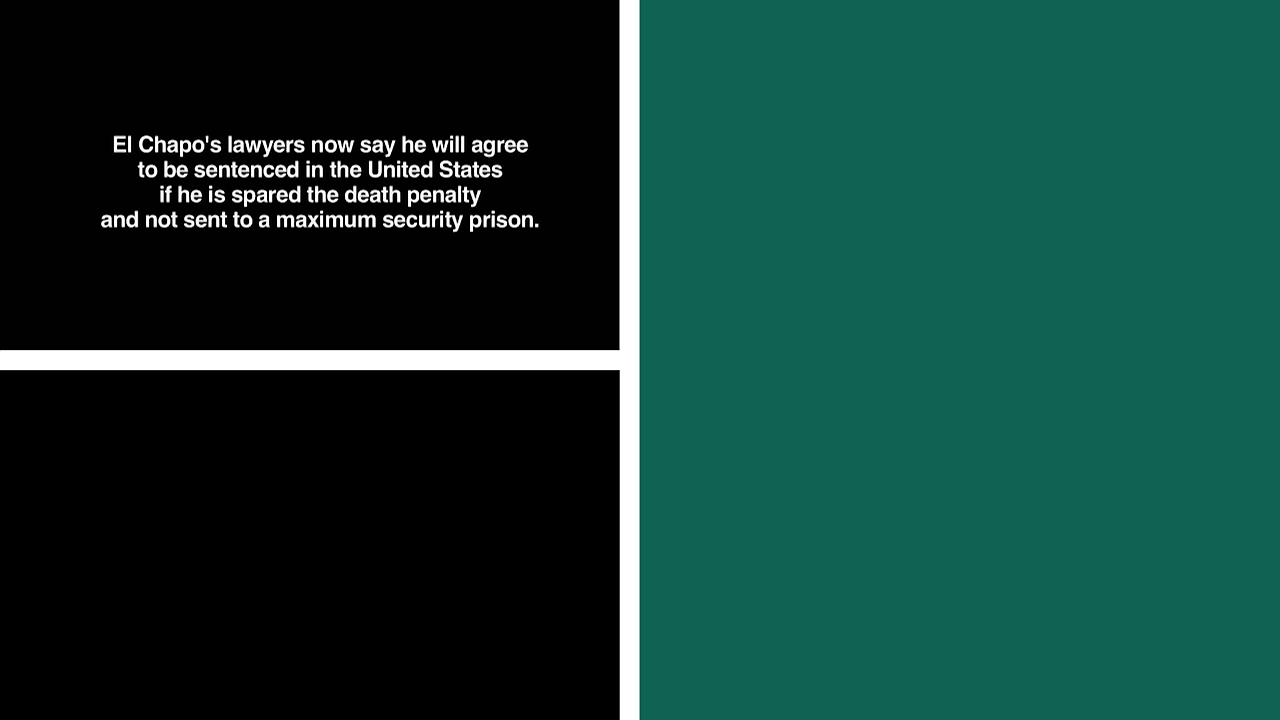 El Chapo's lawyers now say he will agree
to be sentenced in the United States
if he is spared the death penalty
and not sent to a maximum security prison.